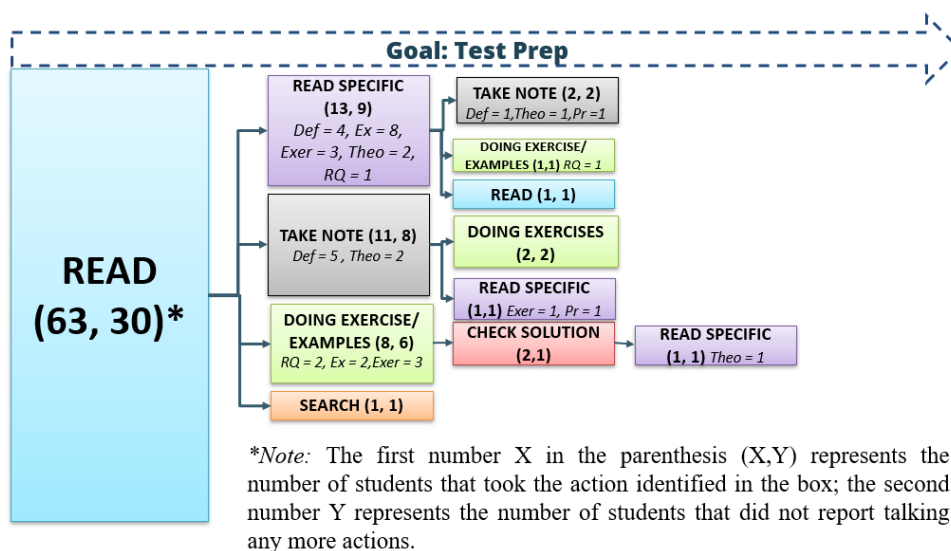 Goal: Test Prep
READ
(63, 30)*
READ SPECIFIC
(13, 9)
Def = 4, Ex = 8,
Exer = 3, Theo = 2,
RQ = 1
TAKE NOTE (2, 2)
Def = 1,Theo = 1,Pr =1
DOING EXERCISE/
EXAMPLES (1,1) RQ = 1
READ (1, 1)
TAKE NOTE (11, 8)
Def = 5 , Theo = 2
DOING EXERCISES
(2, 2)
READ SPECIFIC
(1,1) Exer = 1, Pr = 1
DOING EXERCISE/
EXAMPLES (8, 6)
RQ = 2, Ex = 2,Exer = 3
CHECK SOLUTION
(2,1)
READ SPECIFIC
(1, 1) Theo = 1
SEARCH (1, 1)
*Note: The first number X in the parenthesis (X,Y) represents the
number of students that took the action identified in the box; the second
number Y represents the number of students that did not report talking
any more actions.